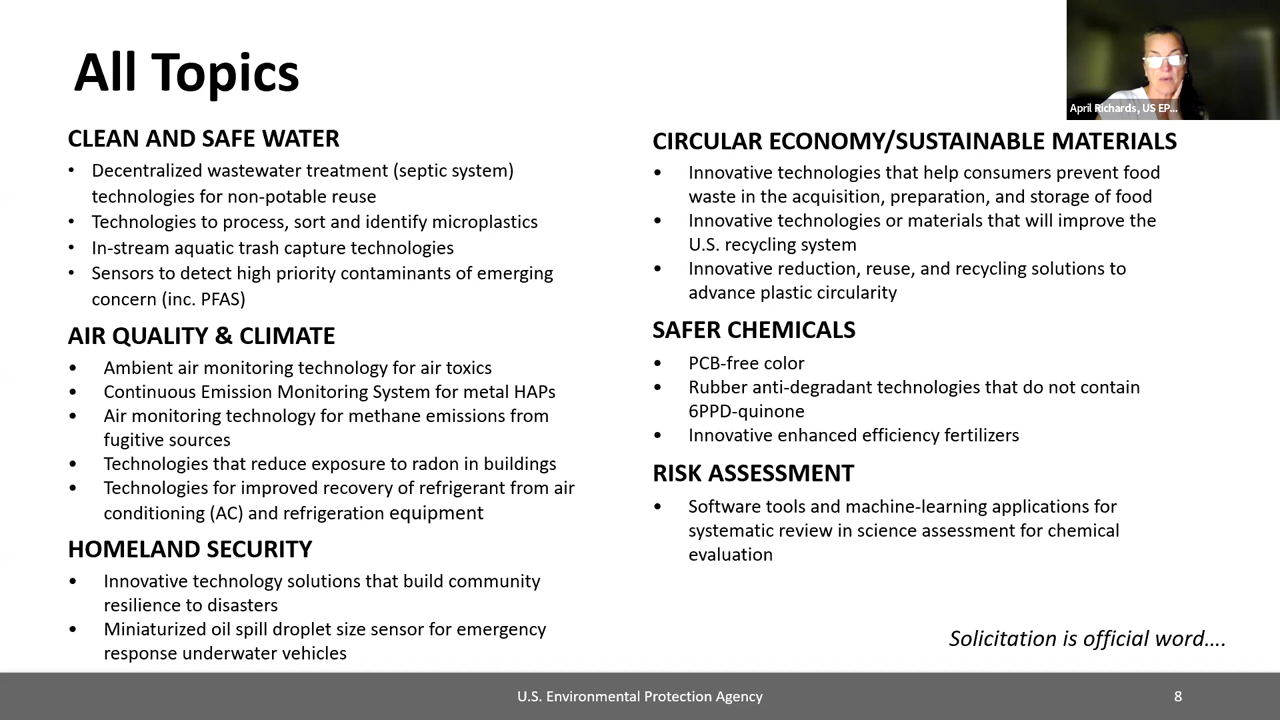 All Topics
April Richards, US EP...
CLEAN AND SAFE WATER
• Decentralized wastewater treatment (septic system)
technologies for non-potable reuse
• Technologies to process, sort and identify microplastics
• In-stream aquatic trash capture technologies
• Sensors to detect high priority contaminants of emerging
concern (inc. PFAS)
AIR QUALITY & CLIMATE
• Ambient air monitoring technology for air toxics
• Continuous Emission Monitoring System for metal HAPs
• Air monitoring technology for methane emissions from
fugitive sources
• Technologies that reduce exposure to radon in buildings
• Technologies for improved recovery of refrigerant from air
conditioning (AC) and refrigeration equipment
HOMELAND SECURITY
• Innovative technology solutions that build community
resilience to disasters
• Miniaturized oil spill droplet size sensor for emergency
response underwater vehicles
CIRCULAR ECONOMY/SUSTAINABLE MATERIALS
• Innovative technologies that help consumers prevent food
waste in the acquisition, preparation, and storage of food
• Innovative technologies or materials that will improve the
U.S. recycling system
• Innovative reduction, reuse, and recycling solutions to
advance plastic circularity
SAFER CHEMICALS
• PCB-free color
• Rubber anti-degradant technologies that do not contain
6PPD-quinone
• Innovative enhanced efficiency fertilizers
RISK ASSESSMENT
• Software tools and machine-learning applications for
systematic review in science assessment for chemical
evaluation
Solicitation is official word....
U.S. Environmental Protection Agency
8